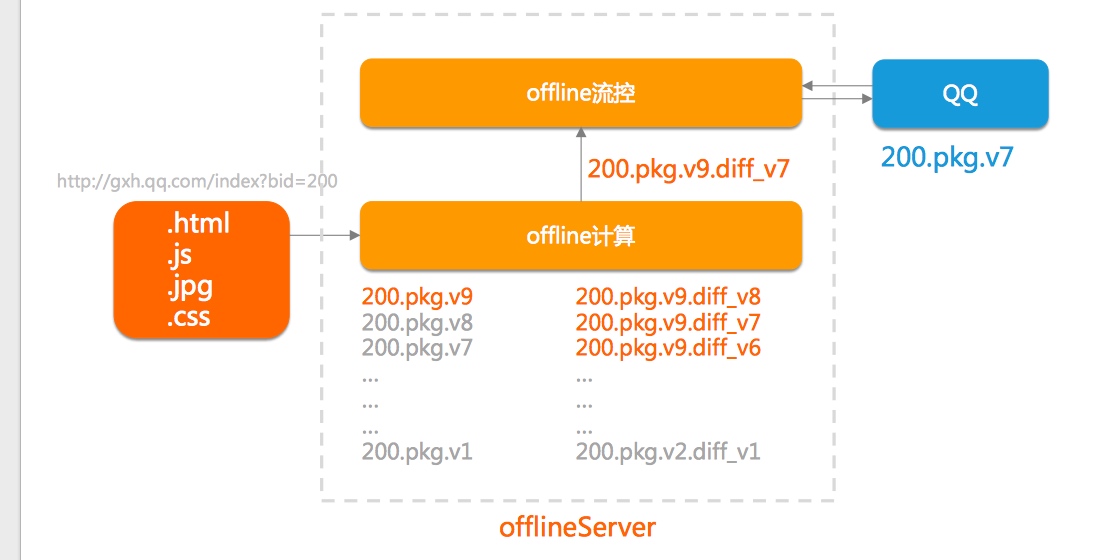 offline流控
QQ
200.pkg.v9.diff_v7
200.pkg.v7
http://gxh.qq.com/index?bid=200
.html
.js
.jpg
.css
offline计算
200.pkg.v9
200.pkg.v8
200.pkg.v7
...
...
...
200.pkg.v1
200.pkg.v9.diff_v8
200.pkg.v9.diff_v7
200.pkg.v9.diff_v6
...
...
...
200.pkg.v2.diff_v1
offlineServer